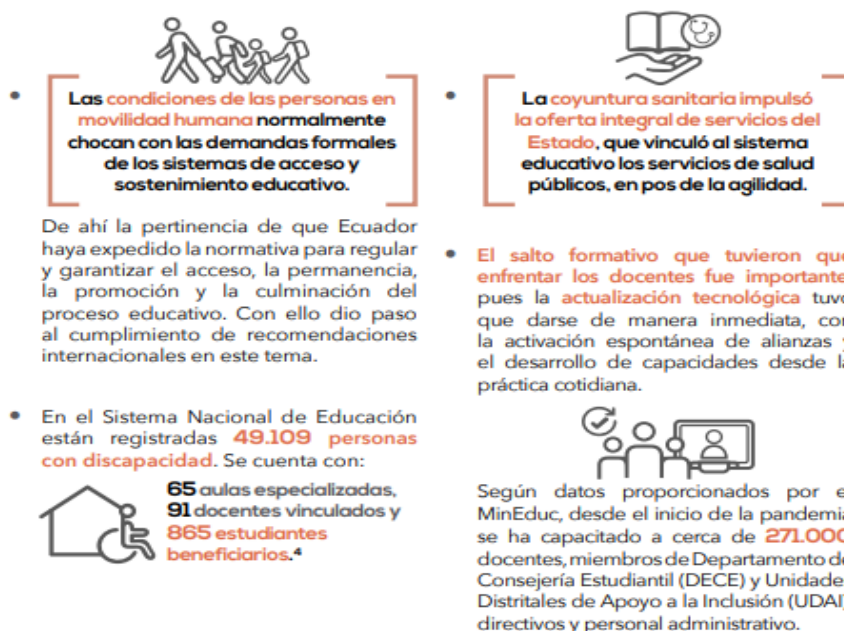 Las condiciones de las personas en
movilidad humana normalmente
chocan con las demandas formales
de los sistemas de acceso y
sostenimiento educativo.
De ahí la pertinencia de que Ecuador
haya expedido la normativa para regular
y garantizar el acceso, la permanencia,
la promoción y la culminación del
proceso educativo. Con ello dio paso
al cumplimiento de recomendaciones
internacionales en este tema.
En el Sistema Nacional de Educación
están registradas 49.109 personas
con discapacidad. Se cuenta con:
65 aulas especializadas,
91 docentes vinculados y
865 estudiantes
beneficiarios.⁴
La coyuntura sanitaria impulsó
la oferta integral de servicios del
Estado, que vinculó al sistema
educativo los servicios de salud
públicos, en pos de la agilidad.
El salto formativo que tuvieron que
enfrentar los docentes fue importante
pues la actualización tecnológica tuvo
que darse de manera inmediata, con
la activación espontánea de alianzas y
el desarrollo de capacidades desde la
práctica cotidiana.
Según datos proporcionados por el
MinEduc, desde el inicio de la pandemia
se ha capacitado a cerca de 271.000
docentes, miembros de Departamento de
Consejería Estudiantil (DECE) y Unidade
Distritales de Apoyo a la Inclusión (UDAI)
directivos y personal administrativo.